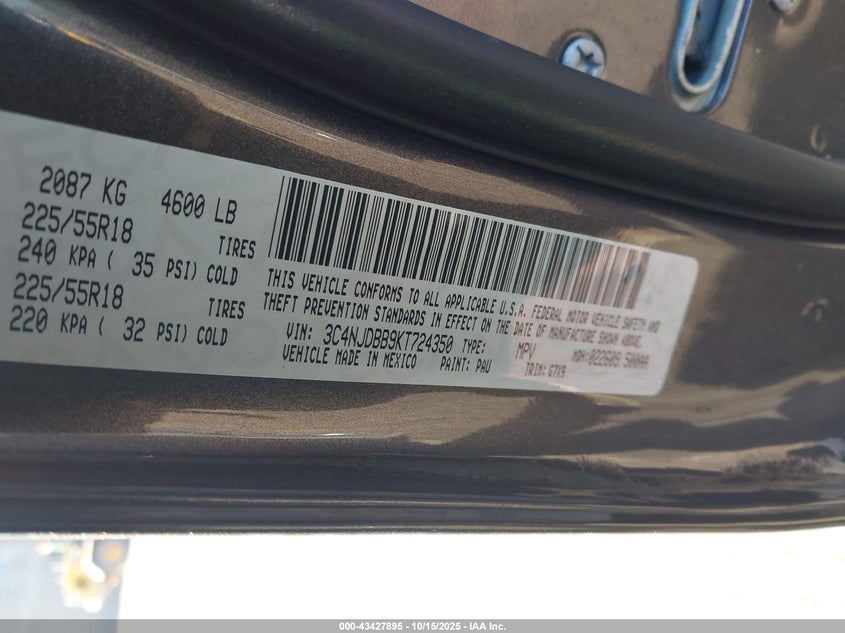 2087 KG 4600 LB
225/55R18 TIRES
240 KPA ( 35 PSI) COLD
225/55R18 TIRES
220 KPA ( 32 PSI) COLD
THIS VEHICLE CONFORMS TO ALL APPLICABLE U.S.A. FEDERAL MOTOR VEHICLE SAFETY AND
THEFT PREVENTION STANDARDS IN EFFECT ON THE DATE OF MANUFACTURE SHOWN ABOVE.
VIN: 3C4NJDBB9KT724350 TYPE: MPV MDH:022609
VEHICLE MADE IN MEXICO PAINT: PAU TRIM:
000-43427895 - 10/15/2025 - IAA Inc.